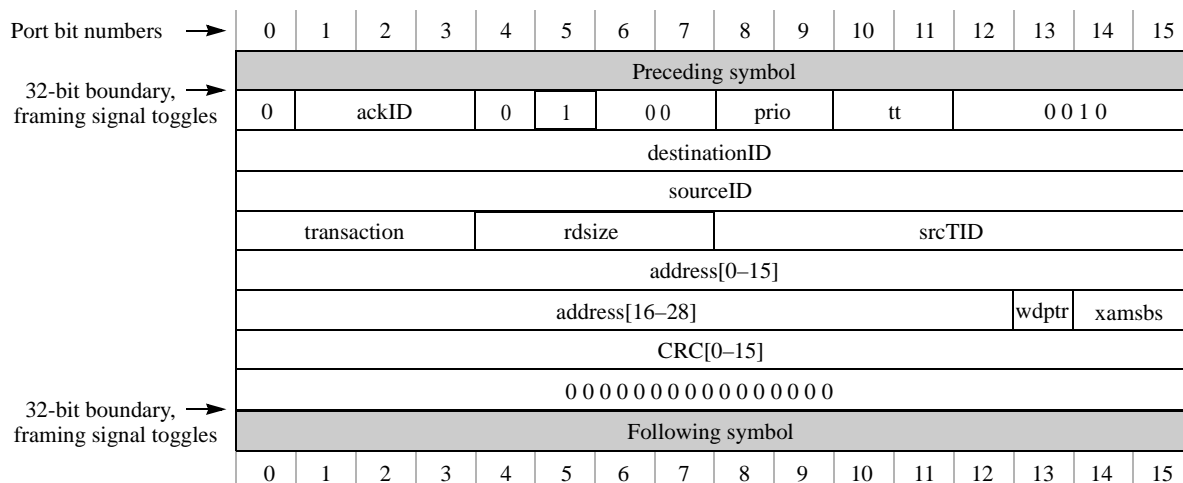 Port bit numbers 0 1 2 3 4 5 6 7 8 9 10 11 12 13 14 15
Preceding symbol
32-bit boundary,
framing signal toggles
0 ackID 0 1 0 0 prio tt 0 0 1 0
destinationID
sourceID
transaction rdsize srcTID
address[0–15]
address[16–28] wdptr xamsbs
CRC[0–15]
0 0 0 0 0 0 0 0 0 0 0 0 0 0 0 0
32-bit boundary,
framing signal toggles
Following symbol
0 1 2 3 4 5 6 7 8 9 10 11 12 13 14 15